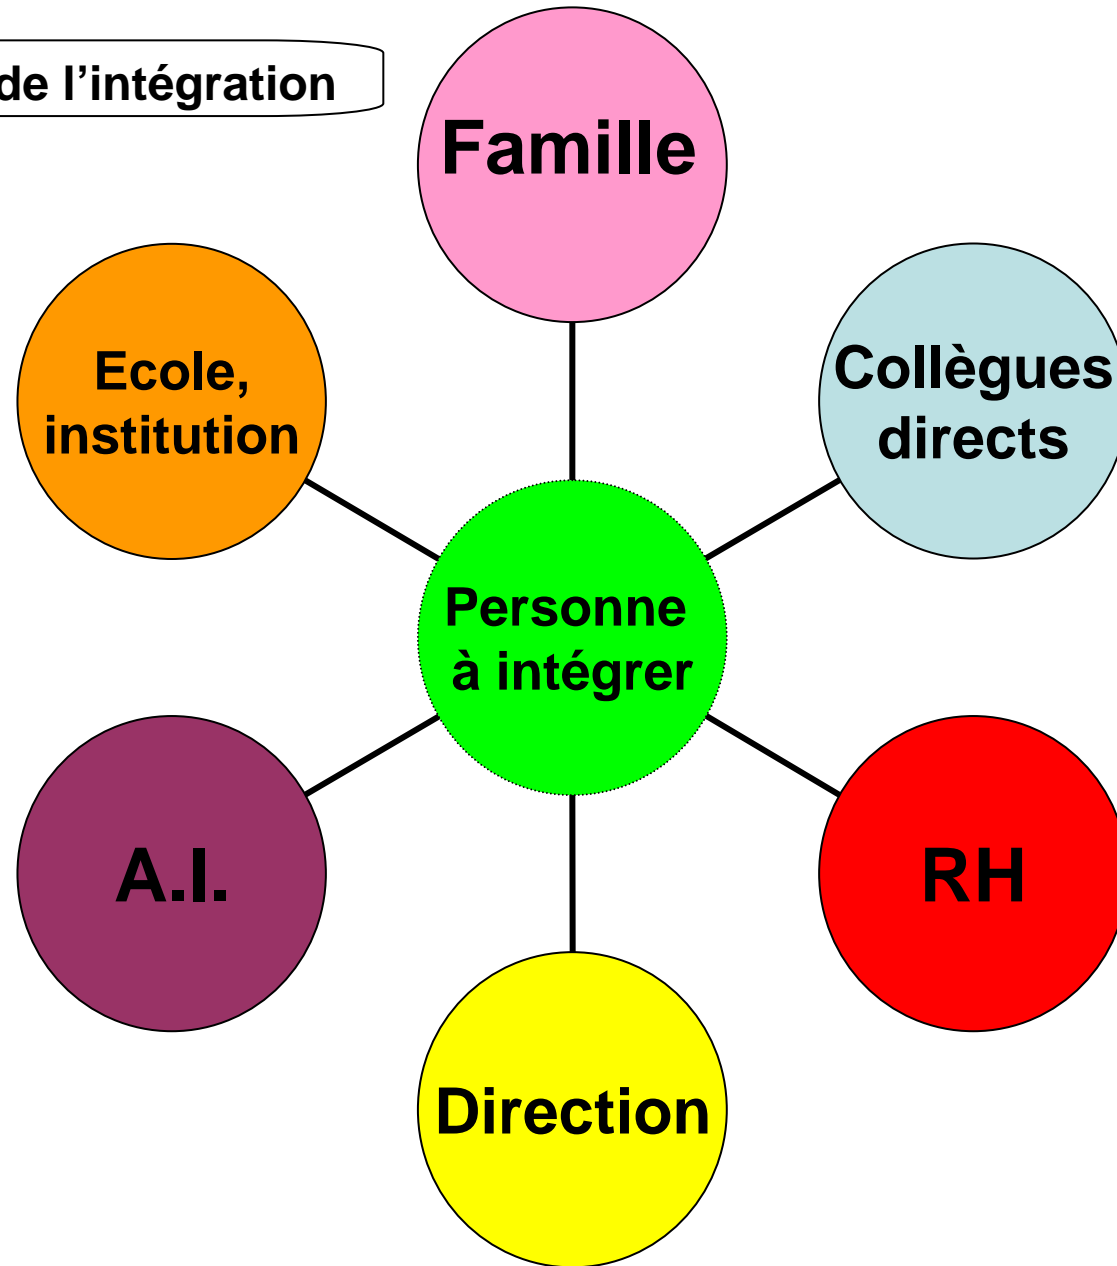 de l’intégration
Famille
Ecole,
institution
Collègues
directs
Personne
à intégrer
A.I.
RH
Direction